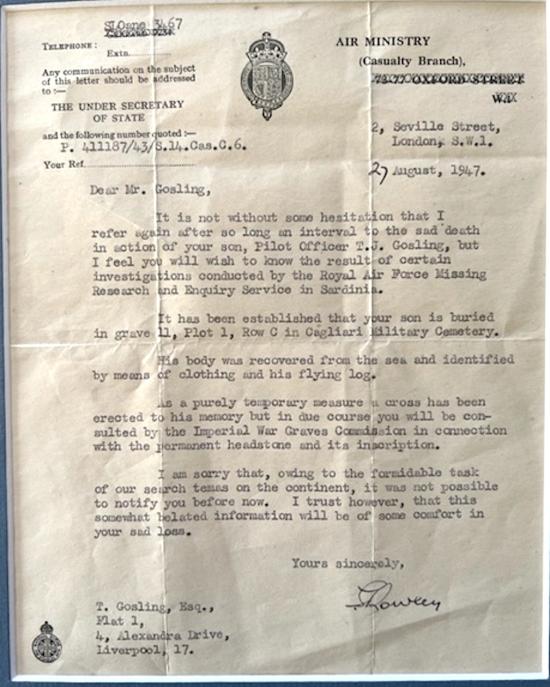 SLOane 3467
TELEPHONE :
Extn.
Any communication on the subject
of this letter should be addressed
to :—
THE UNDER SECRETARY
OF STATE
and the following number quoted :—
P. 411187/43/S.14.Cas.C.6.
Your Ref.
AIR MINISTRY
(Casualty Branch),
73-77 OXFORD STREET
W.1
2, Seville Street,
London, S.W.1.
27 August, 1947.
Dear Mr. Gosling,
It is not without some hesitation that I
refer again after so long an interval to the sad death
in action of your son, Pilot Officer T.J. Gosling, but
I feel you will wish to know the result of certain
investigations conducted by the Royal Air Force Missing
Research and Enquiry Service in Sardinia.
It has been established that your son is buried
in grave 11, Plot 1, Row C in Cagliari Military Cemetery.
His body was recovered from the sea and identified
by means of clothing and his flying log.
As a purely temporary measure a cross has been
erected to his memory but in due course you will be con-
sulted by the Imperial War Graves Commission in connection
with the permanent headstone and its inscription.
I am sorry that, owing to the formidable task
of our search temas on the continent, it was not possible
to notify you before now. I trust however, that this
somewhat belated information will be of some comfort in
your sad loss.
Yours sincerely,
T. Gosling, Esq.,
Flat 1,
4, Alexandra Drive,
Liverpool, 17.